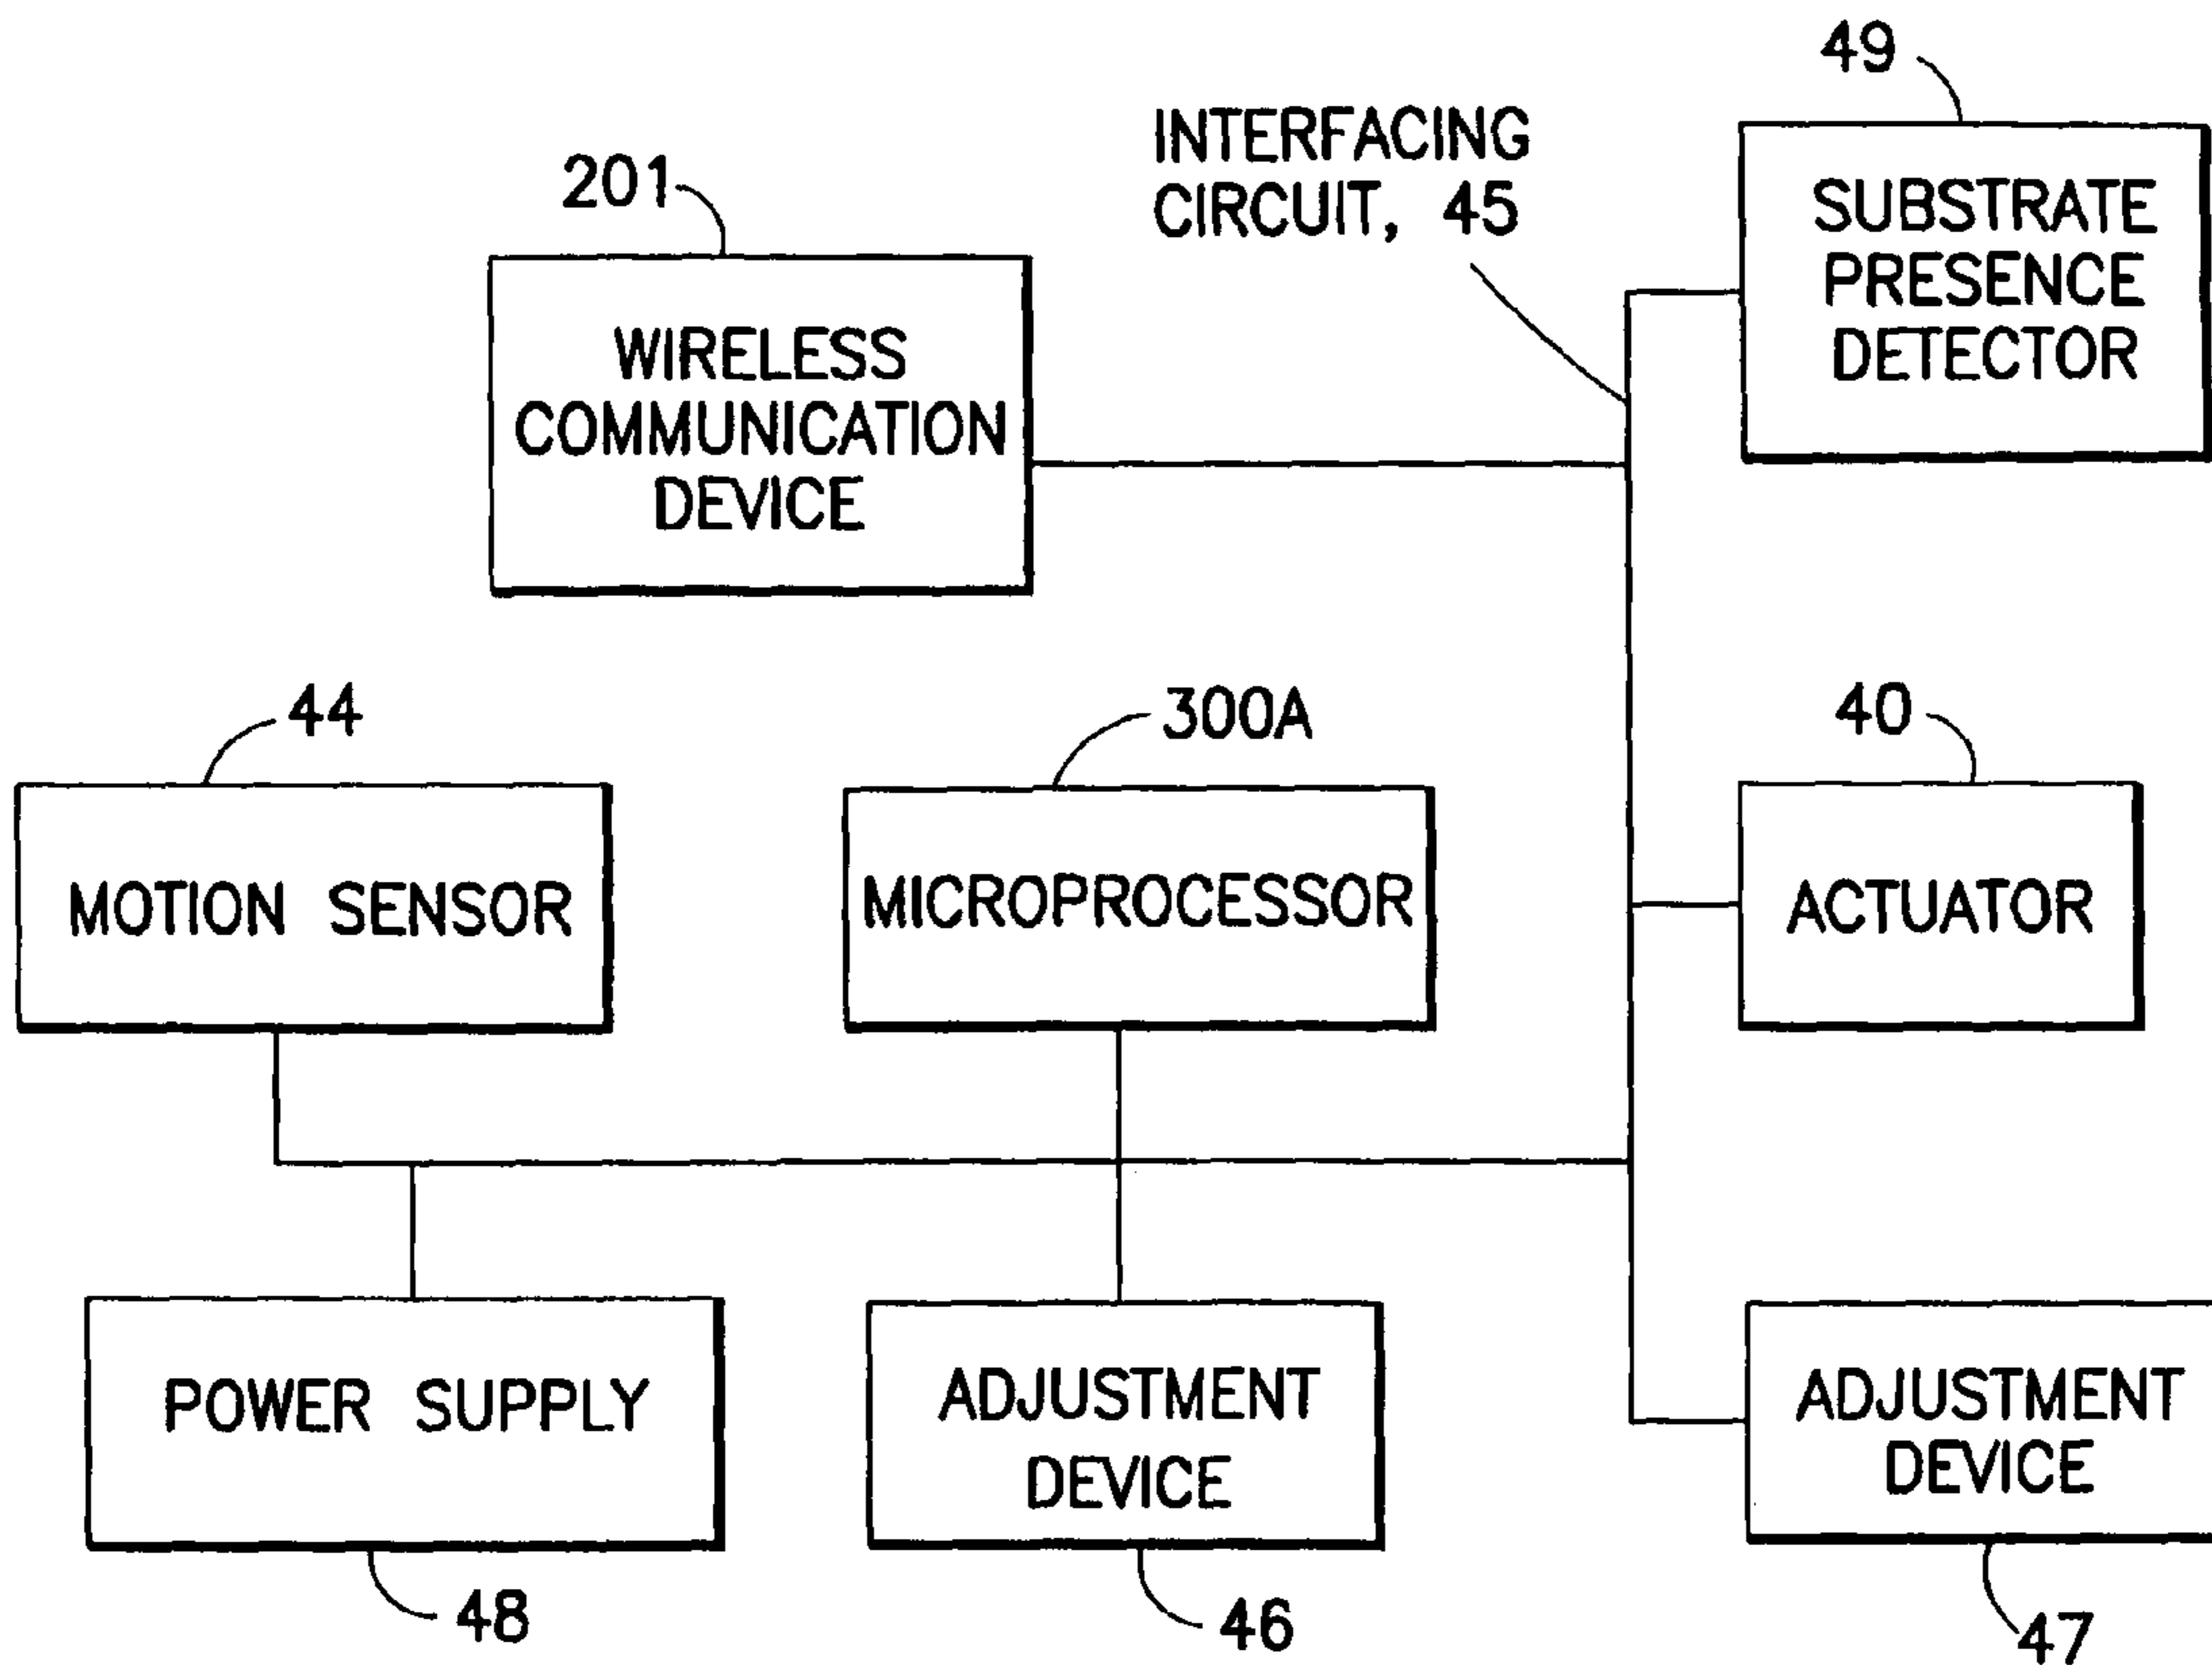 49
INTERFACING
CIRCUIT, 45
201
SUBSTRATE
PRESENCE
DETECTOR
WIRELESS
COMMUNICATION
DEVICE
44
300A
40
MOTION SENSOR
MICROPROCESSOR
ACTUATOR
POWER SUPPLY
ADJUSTMENT
DEVICE
ADJUSTMENT
DEVICE
48
46
47